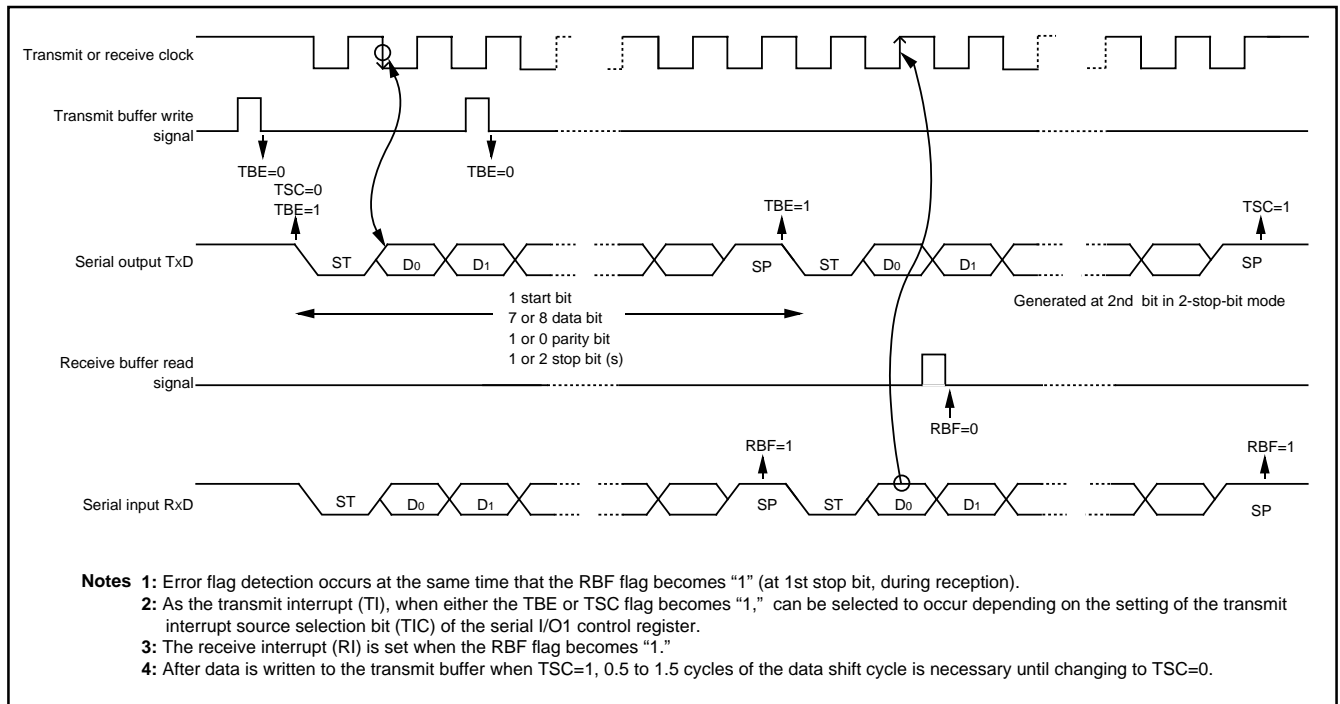 Transmit or receive clock
Transmit buffer write
signal
TBE=0
TSC=0
TBE=1
TBE=0
TBE=1
TSC=1
Serial output TxD
ST
D0
D1
SP
ST
D0
D1
SP
1 start bit
7 or 8 data bit
1 or 0 parity bit
1 or 2 stop bit (s)
Generated at 2nd bit in 2-stop-bit mode
Receive buffer read
signal
RBF=0
RBF=1
RBF=1
Serial input RxD
ST
D0
D1
SP
ST
D0
D1
SP
Notes 1: Error flag detection occurs at the same time that the RBF flag becomes “1” (at 1st stop bit, during reception).
2: As the transmit interrupt (TI), when either the TBE or TSC flag becomes “1,” can be selected to occur depending on the setting of the transmit
interrupt source selection bit (TIC) of the serial I/O1 control register.
3: The receive interrupt (RI) is set when the RBF flag becomes “1.”
4: After data is written to the transmit buffer when TSC=1, 0.5 to 1.5 cycles of the data shift cycle is necessary until changing to TSC=0.